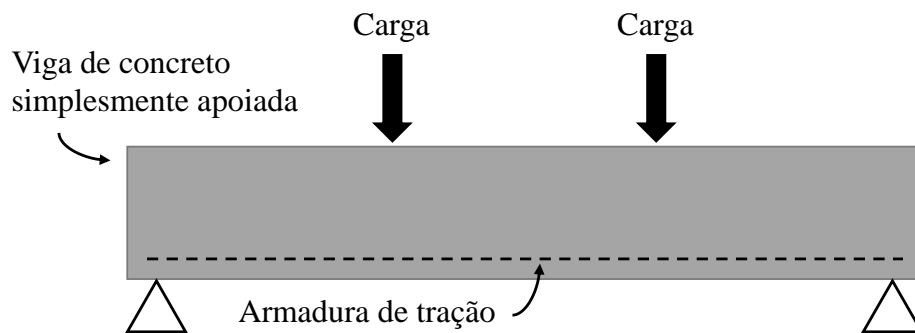 Carga
Carga
Viga de concreto
simplesmente apoiada
Armadura de tração